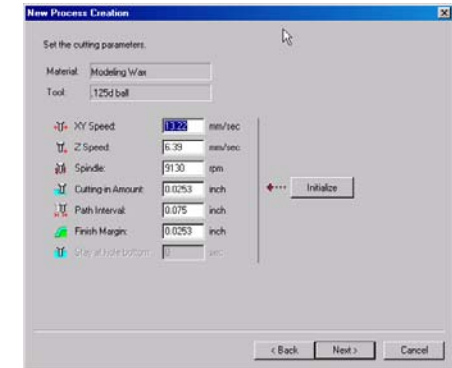 New Process Creation
Set the cutting parameters.
Material: Modeling Wax
Tool: .125d ball
XY Speed: 13.22 mm/sec
Z Speed: 6.39 mm/sec
Spindle: 9130 rpm
Cutting-in Amount: 0.0253 inch
Initialize
Path Interval: 0.075 inch
Finish Margin: 0.0253 inch
Stay at hole bottom: 0 sec
< Back Next > Cancel